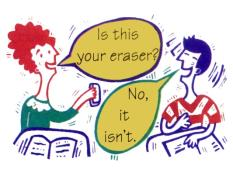 Is this
your eraser?
No,
it
isn't.